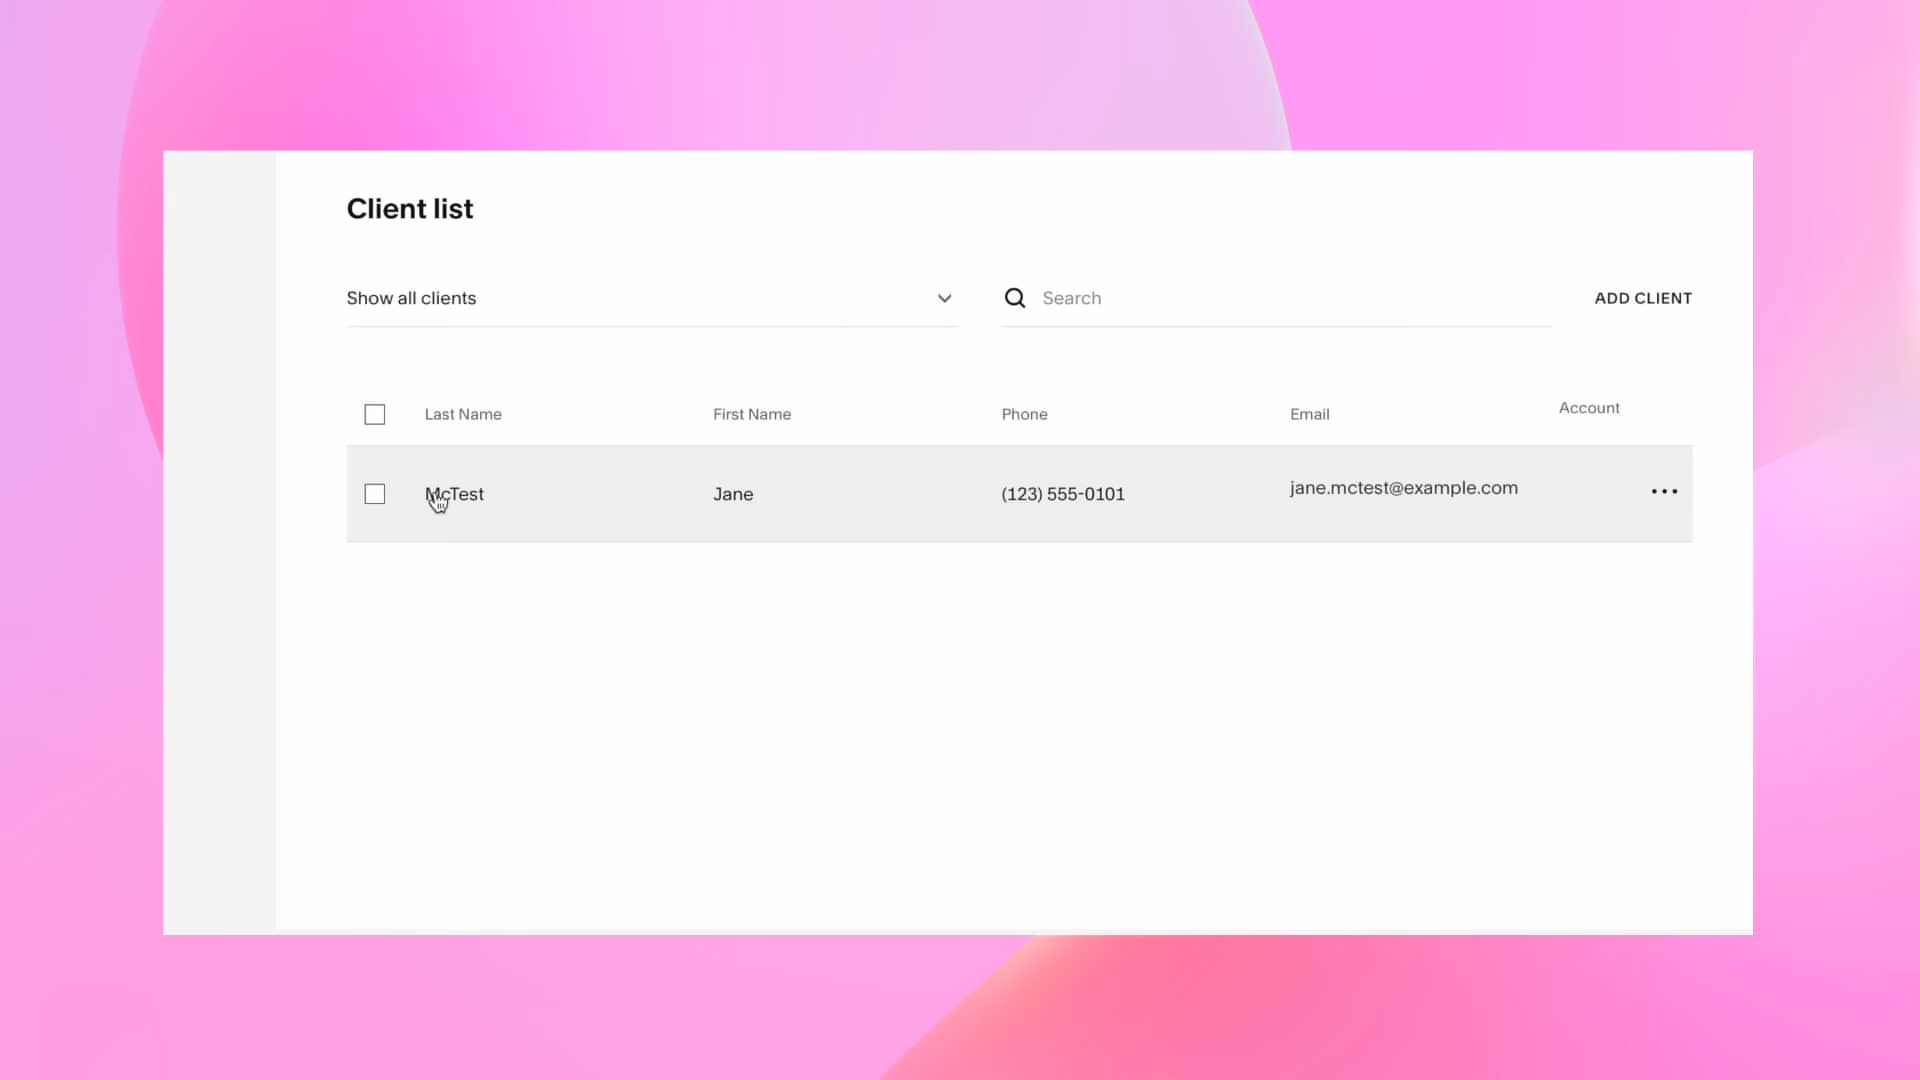 Client list
Show all clients
Search
ADD CLIENT
Last Name First Name Phone Email Account
McTest Jane (123) 555-0101 jane.mctest@example.com